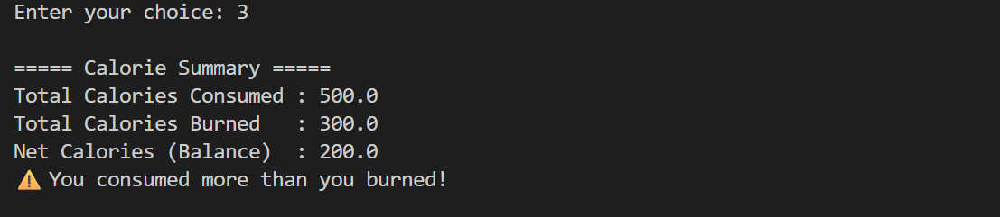 Enter your choice: 3
===== Calorie Summary =====
Total Calories Consumed : 500.0
Total Calories Burned   : 300.0
Net Calories (Balance)  : 200.0
⚠️ You consumed more than you burned!